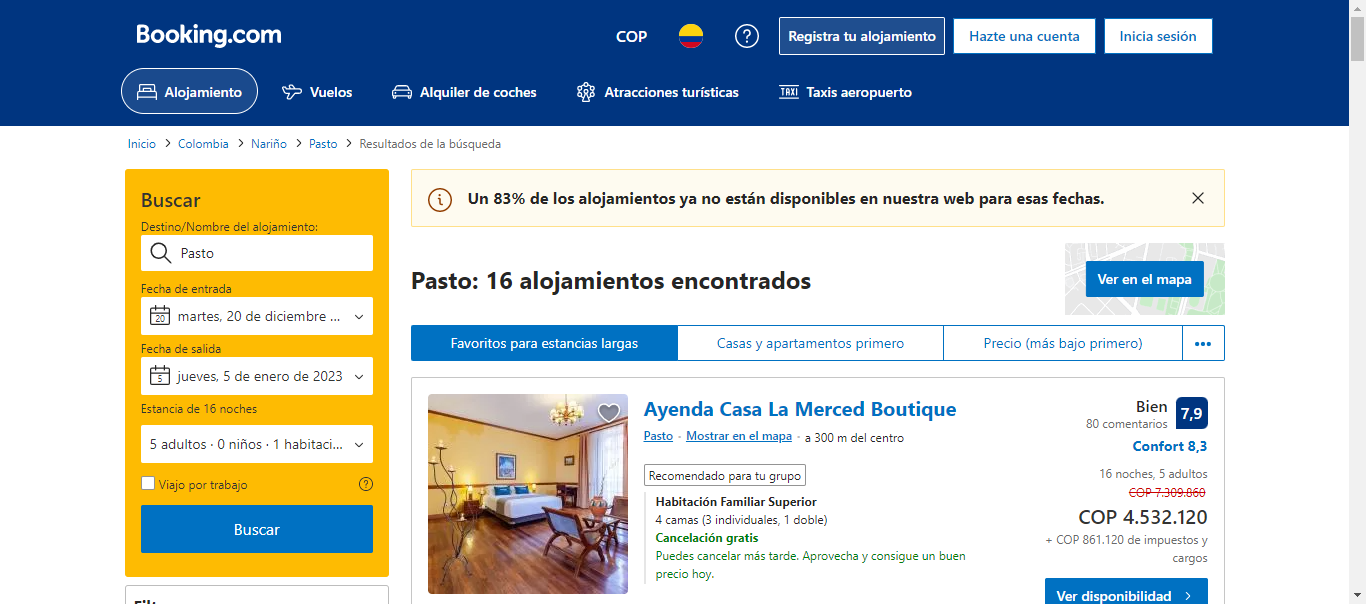 Booking.com
COP
Registra tu alojamiento
Hazte una cuenta
Inicia sesión
Alojamiento
Vuelos
Alquiler de coches
Atracciones turísticas
TAXI
Taxis aeropuerto
Inicio > Colombia > Nariño > Pasto > Resultados de la búsqueda
Buscar
Destino/Nombre del alojamiento:
Pasto
Fecha de entrada
20
martes, 20 de diciembre ...
Fecha de salida
5
jueves, 5 de enero de 2023
Estancia de 16 noches
5 adultos · 0 niños · 1 habitaci...
Viajo por trabajo
Buscar
Un 83% de los alojamientos ya no están disponibles en nuestra web para esas fechas.
Pasto: 16 alojamientos encontrados
Ver en el mapa
Favoritos para estancias largas
Casas y apartamentos primero
Precio (más bajo primero)
Ayenda Casa La Merced Boutique
Pasto · Mostrar en el mapa · a 300 m del centro
Recomendado para tu grupo
Habitación Familiar Superior
4 camas (3 individuales, 1 doble)
Cancelación gratis
Puedes cancelar más tarde. Aprovecha y consigue un buen
precio hoy.
Bien
80 comentarios
7,9
Confort 8,3
16 noches, 5 adultos
COP 7.309.860
COP 4.532.120
+ COP 861.120 de impuestos y
cargos
Ver disponibilidad